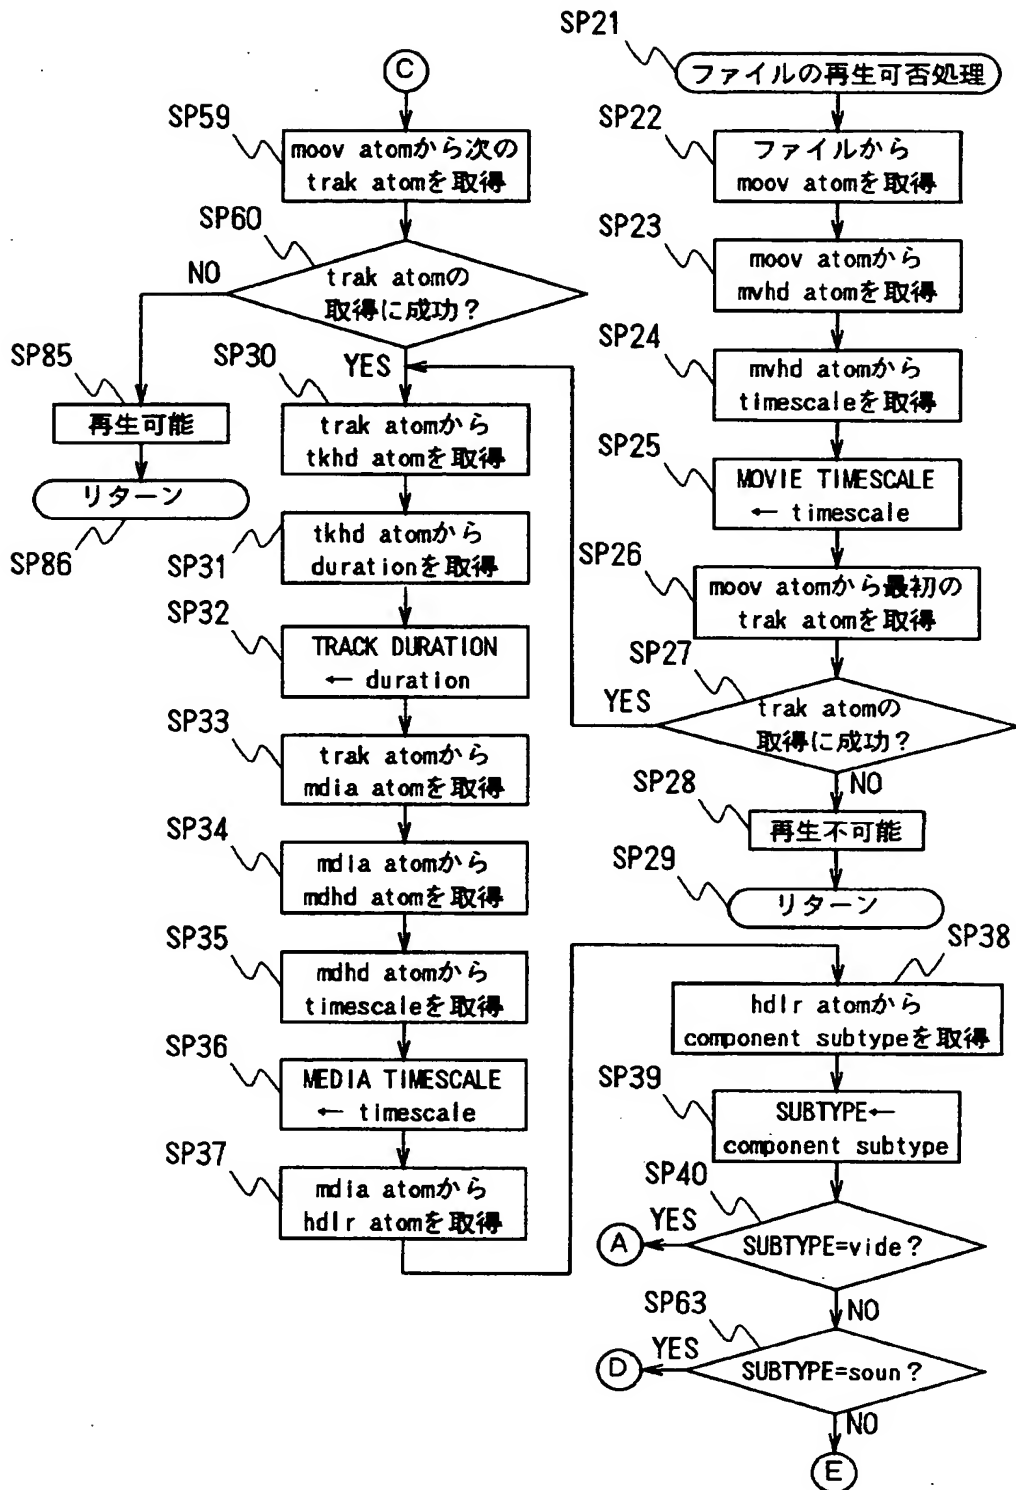 SP21
ファイルの再生可否処理
SP22
ファイルから
moov atomを取得
SP23
moov atomから
mvhd atomを取得
SP24
mvhd atomから
timescaleを取得
SP25
MOVIE TIMESCALE
← timescale
SP26
moov atomから最初の
trak atomを取得
SP27
trak atomの
取得に成功?
YES
NO
SP28
再生不可能
SP29
リターン
C
SP59
moov atomから次の
trak atomを取得
SP60
trak atomの
取得に成功?
NO
YES
SP85
再生可能
リターン
SP86
SP30
trak atomから
tkhd atomを取得
SP31
tkhd atomから
durationを取得
SP32
TRACK DURATION
← duration
SP33
trak atomから
mdia atomを取得
SP34
mdia atomから
mdhd atomを取得
SP35
mdhd atomから
timescaleを取得
SP36
MEDIA TIMESCALE
← timescale
SP37
mdia atomから
hdlr atomを取得
SP38
hdlr atomから
component subtypeを取得
SP39
SUBTYPE←
component subtype
SP40
SUBTYPE=vide?
YES
A
NO
SP63
SUBTYPE=soun?
YES
D
NO
E